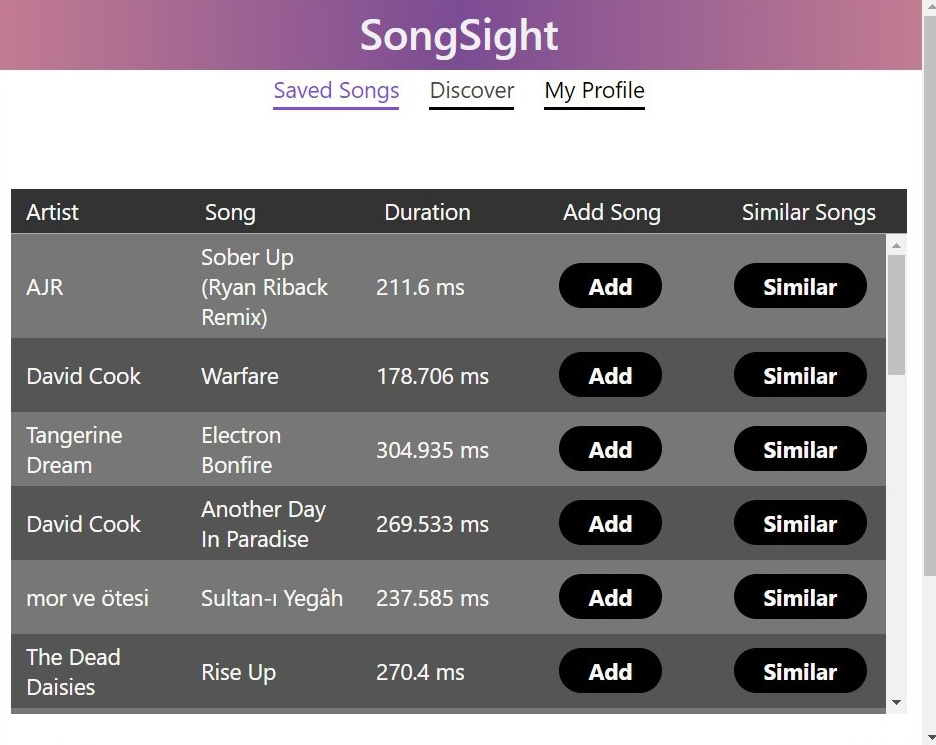 SongSight
Saved Songs Discover My Profile
Artist Song Duration Add Song Similar Songs
AJR
Sober Up
(Ryan Riback
Remix)
211.6 ms
Add
Similar
David Cook
Warfare
178.706 ms
Add
Similar
Tangerine
Dream
Electron
Bonfire
304.935 ms
Add
Similar
David Cook
Another Day
In Paradise
269.533 ms
Add
Similar
mor ve ötesi
Sultan-ı Yegâh
237.585 ms
Add
Similar
The Dead
Daisies
Rise Up
270.4 ms
Add
Similar